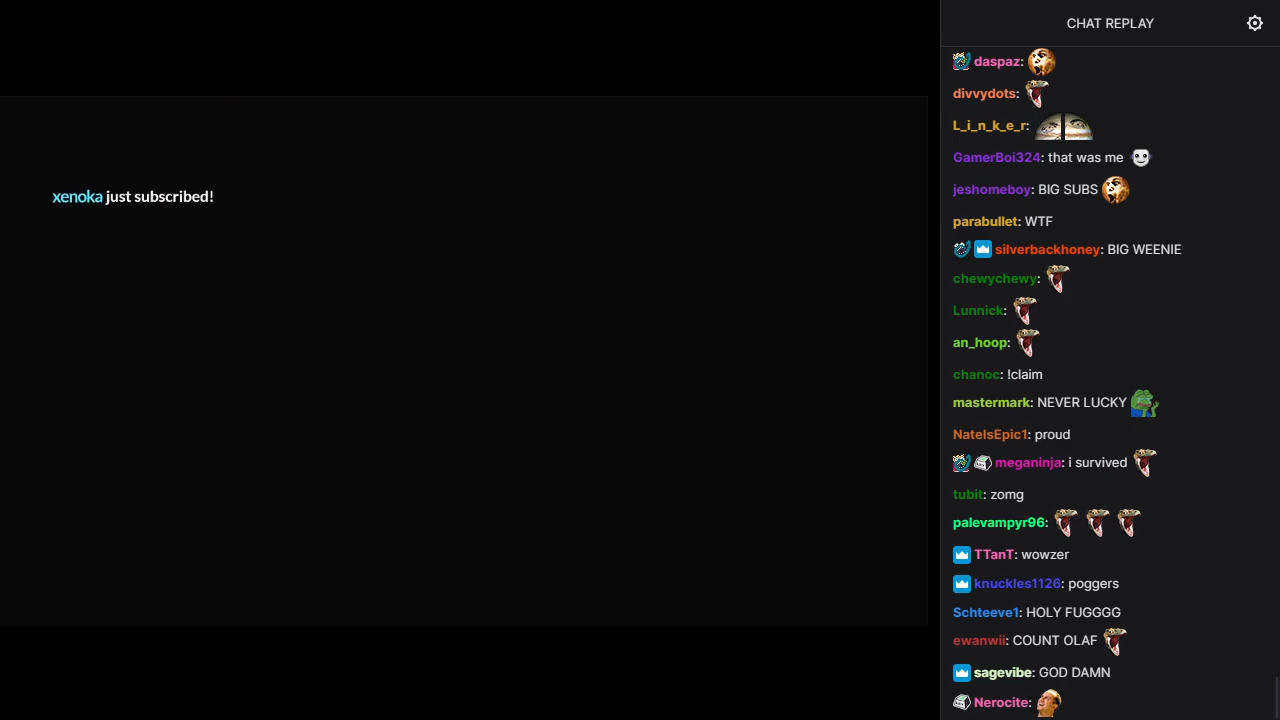 CHAT REPLAY
xenoka just subscribed!
daspaz:
divvydots:
L_i_n_k_e_r:
GamerBoi324: that was me
jeshomeboy: BIG SUBS
parabullet: WTF
silverbackhoney: BIG WEENIE
chewychewy:
Lunnick:
an_hoop:
chanoc: !claim
mastermark: NEVER LUCKY
NateIsEpic1: proud
meganinja: i survived
tubit: zomg
palevampyr96:
TTanT: wowzer
knuckles1126: poggers
Schteeve1: HOLY FUGGGG
ewanwii: COUNT OLAF
sagevibe: GOD DAMN
Nerocite: